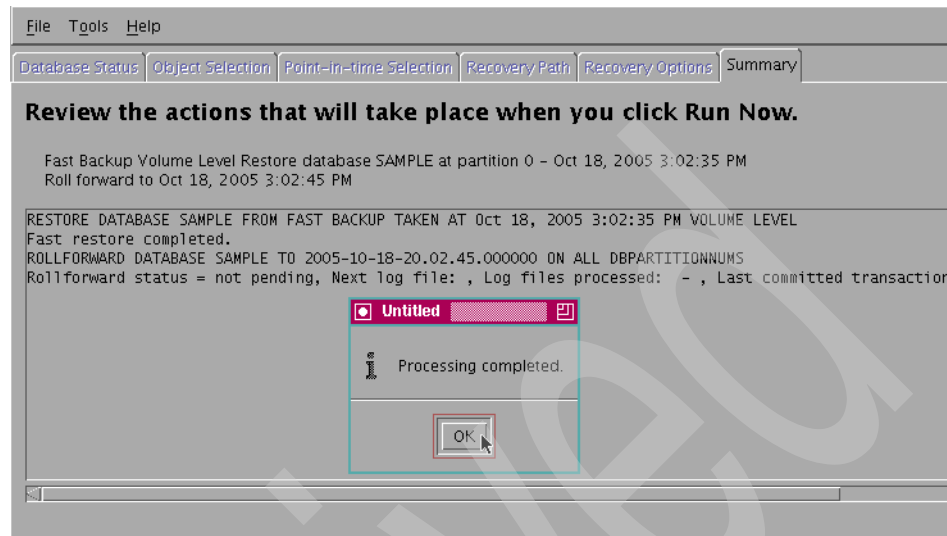 File Tools Help
Database Status Object Selection Point-in-time Selection Recovery Path Recovery Options Summary
Review the actions that will take place when you click Run Now.
Fast Backup Volume Level Restore database SAMPLE at partition 0 - Oct 18, 2005 3:02:35 PM
Roll forward to Oct 18, 2005 3:02:45 PM
RESTORE DATABASE SAMPLE FROM FAST BACKUP TAKEN AT Oct 18, 2005 3:02:35 PM VOLUME LEVEL
Fast restore completed.
ROLLFORWARD DATABASE SAMPLE TO 2005-10-18-20.02.45.000000 ON ALL DBPARTITIONNUMS
Rollforward status = not pending, Next log file: , Log files processed: - , Last committed transaction
Untitled
Processing completed.
OK